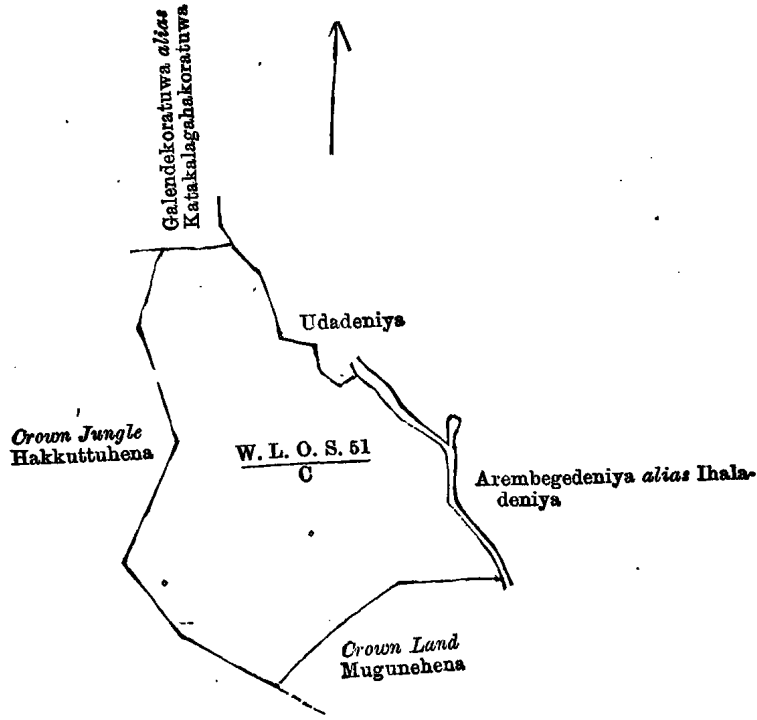 Galendekoratuwa alias
Katakalagahakoratuwa
Udadeniya
Crown Jungle
Hakkuttuhena
W. L. O. S. 51
C
Arembegedeniya alias Ihala-
deniya
Crown Land
Mugunehena